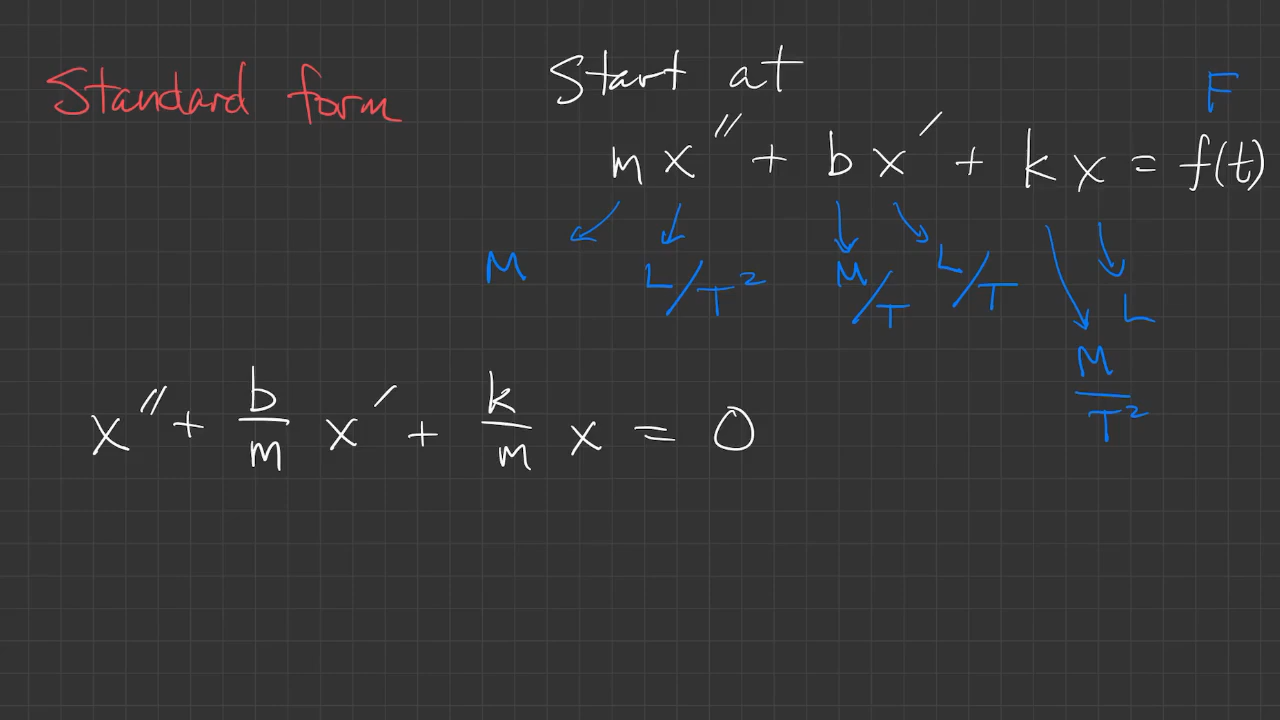 Standard form
Start at
F
m x'' + b x' + k x = f(t)
M L/T² M/T L/T L
M/T²
x'' + b/m x' + k/m x = 0